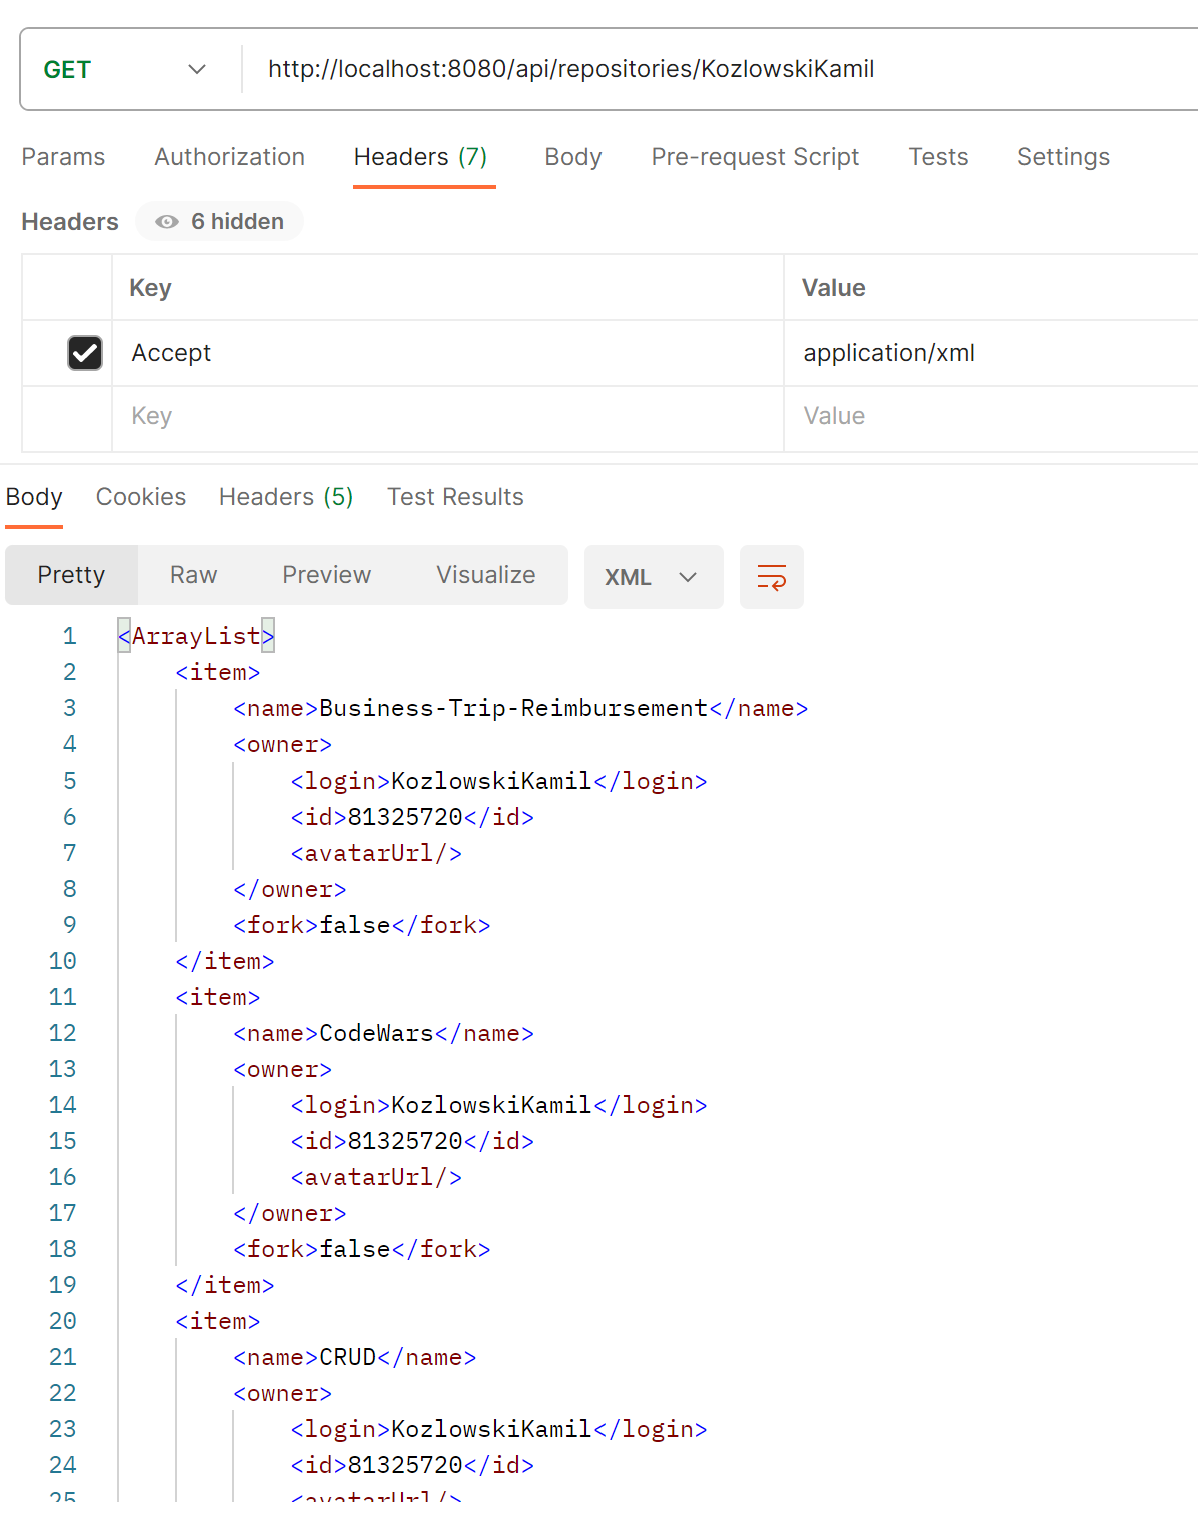 GET http://localhost:8080/api/repositories/KozlowskiKamil
Params Authorization Headers (7) Body Pre-request Script Tests Settings
Headers 6 hidden
Key Value
Accept application/xml
Key Value
Body Cookies Headers (5) Test Results
Pretty Raw Preview Visualize XML
1 <ArrayList>
2 <item>
3 <name>Business-Trip-Reimbursement</name>
4 <owner>
5 <login>KozlowskiKamil</login>
6 <id>81325720</id>
7 <avatarUrl/>
8 </owner>
9 <fork>false</fork>
10 </item>
11 <item>
12 <name>CodeWars</name>
13 <owner>
14 <login>KozlowskiKamil</login>
15 <id>81325720</id>
16 <avatarUrl/>
17 </owner>
18 <fork>false</fork>
19 </item>
20 <item>
21 <name>CRUD</name>
22 <owner>
23 <login>KozlowskiKamil</login>
24 <id>81325720</id>
25 <avatarUrl/>